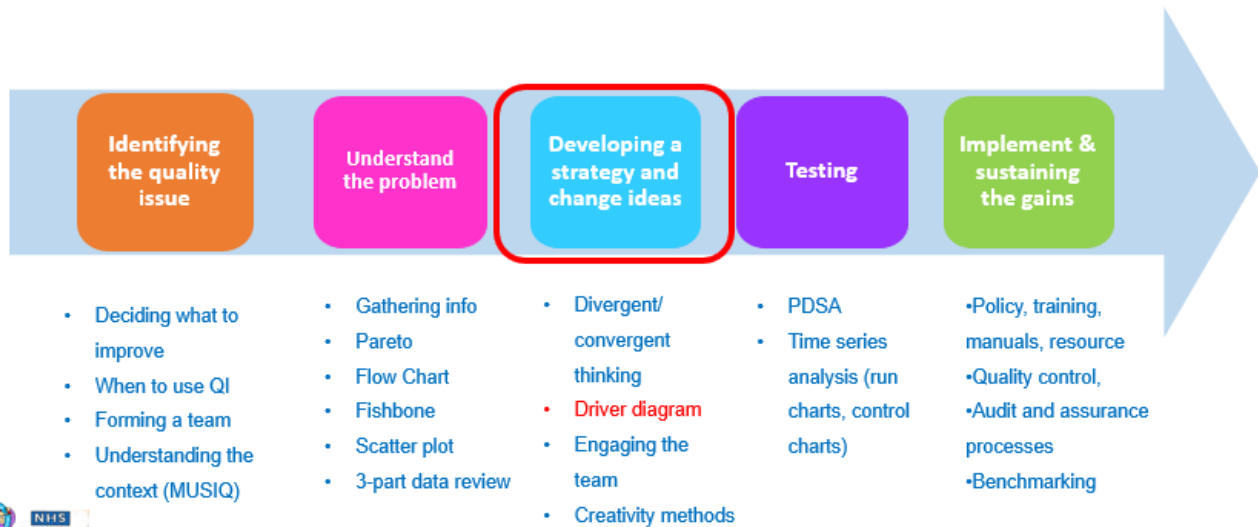 Identifying
the quality
issue
Understand
the problem
Developing a
strategy and
change ideas
Testing
Implement &
sustaining
the gains
• Deciding what to
improve
• When to use QI
• Forming a team
• Understanding the
context (MUSIQ)
• Gathering info
• Pareto
• Flow Chart
• Fishbone
• Scatter plot
• 3-part data review
• Divergent/
convergent
thinking
• Driver diagram
• Engaging the
team
• Creativity methods
• PDSA
• Time series
analysis (run
charts, control
charts)
•Policy, training,
manuals, resource
•Quality control,
•Audit and assurance
processes
•Benchmarking
NHS